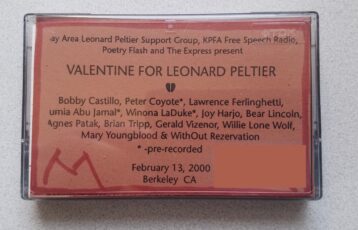 ay Area Leonard Peltier Support Group, KPFA Free Speech Radio,
Poetry Flash and The Express present
VALENTINE FOR LEONARD PELTIER
Bobby Castillo, Peter Coyote*, Lawrence Ferlinghetti,
umia Abu Jamal*, Winona LaDuke*, Joy Harjo, Bear Lincoln,
Agnes Patak, Brian Tripp, Gerald Vizenor, Willie Lone Wolf,
Mary Youngblood & WithOut Rezervation
* -pre-recorded
M
February 13, 2000
Berkeley CA